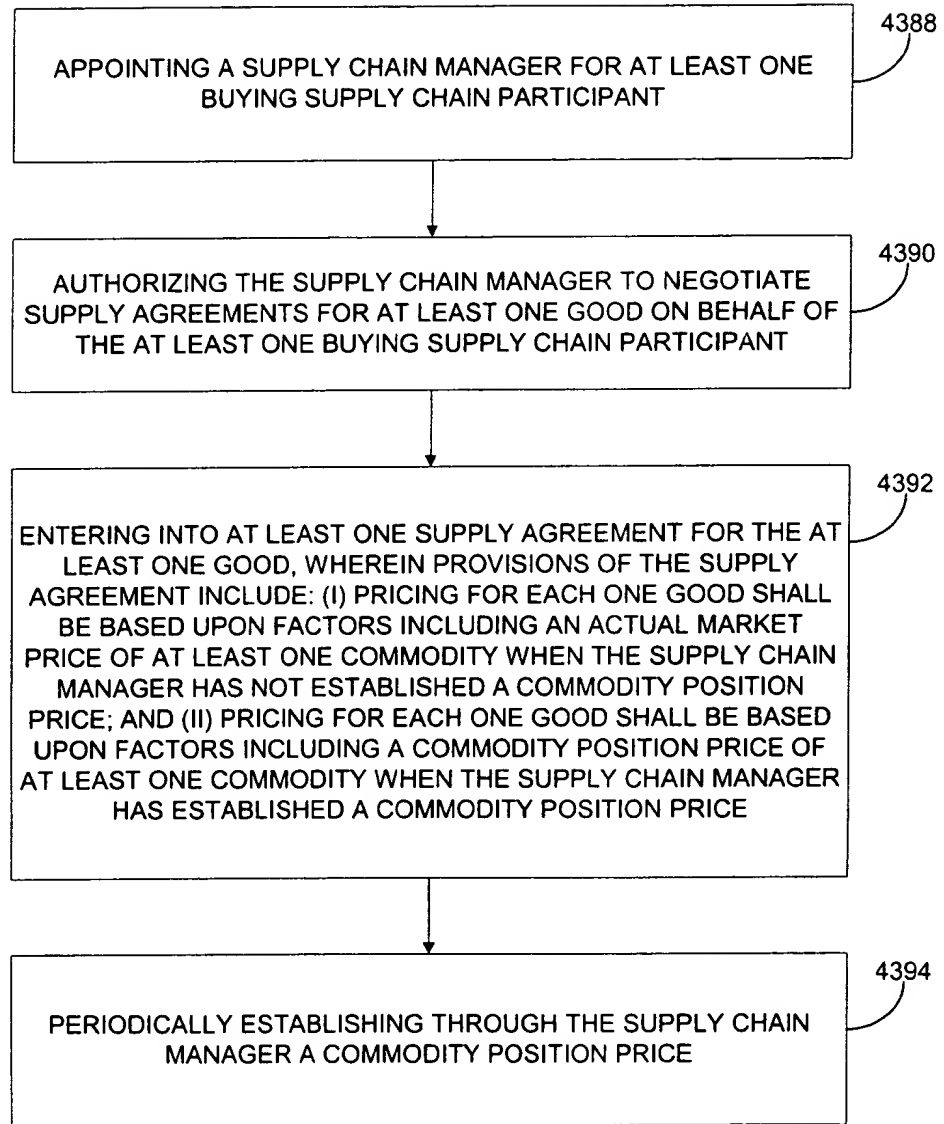 4388
APPOINTING A SUPPLY CHAIN MANAGER FOR AT LEAST ONE
BUYING SUPPLY CHAIN PARTICIPANT
4390
AUTHORIZING THE SUPPLY CHAIN MANAGER TO NEGOTIATE
SUPPLY AGREEMENTS FOR AT LEAST ONE GOOD ON BEHALF OF
THE AT LEAST ONE BUYING SUPPLY CHAIN PARTICIPANT
4392
ENTERING INTO AT LEAST ONE SUPPLY AGREEMENT FOR THE AT
LEAST ONE GOOD, WHEREIN PROVISIONS OF THE SUPPLY
AGREEMENT INCLUDE: (I) PRICING FOR EACH ONE GOOD SHALL
BE BASED UPON FACTORS INCLUDING AN ACTUAL MARKET
PRICE OF AT LEAST ONE COMMODITY WHEN THE SUPPLY CHAIN
MANAGER HAS NOT ESTABLISHED A COMMODITY POSITION
PRICE; AND (II) PRICING FOR EACH ONE GOOD SHALL BE BASED
UPON FACTORS INCLUDING A COMMODITY POSITION PRICE OF
AT LEAST ONE COMMODITY WHEN THE SUPPLY CHAIN MANAGER
HAS ESTABLISHED A COMMODITY POSITION PRICE
4394
PERIODICALLY ESTABLISHING THROUGH THE SUPPLY CHAIN
MANAGER A COMMODITY POSITION PRICE